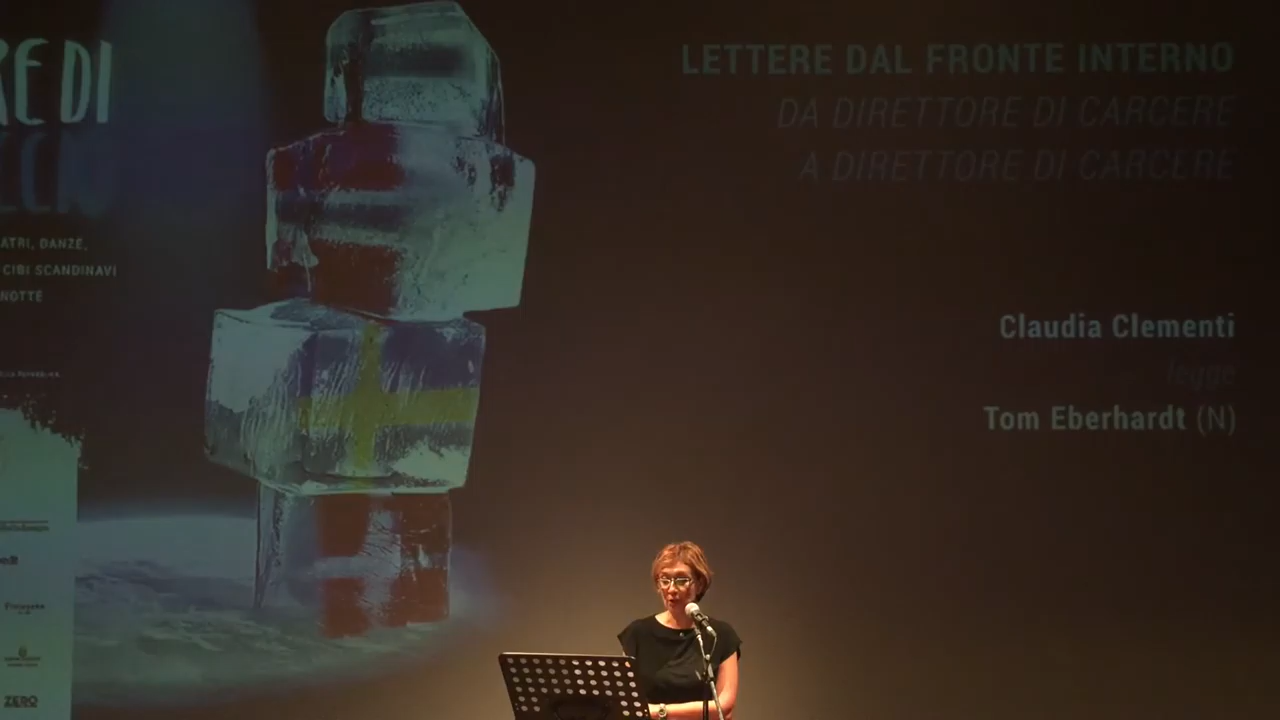 RE DI
ATRI, DANZE,
CIBI SCANDINAVI
NOTTE
LETTERE DAL FRONTE INTERNO
DA DIRETTORE DI CARCERE
A DIRETTORE DI CARCERE
Claudia Clementi
legge
Tom Eberhardt (N)
ZERO